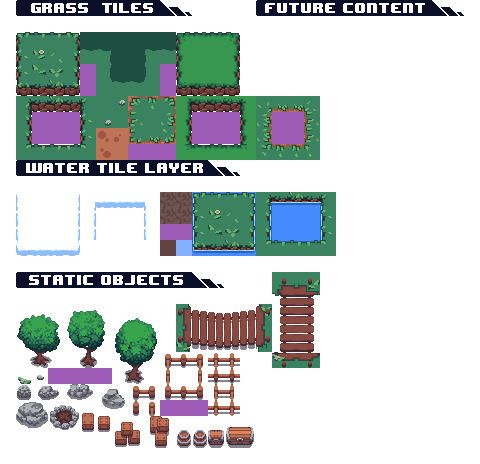 GRASS TILES
FUTURE CONTENT
WATER TILE LAYER
STATIC OBJECTS